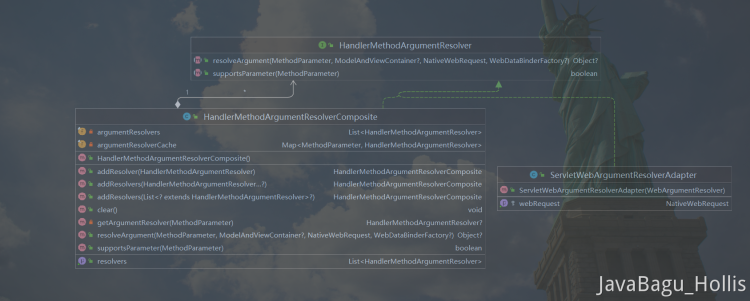 HandlerMethodArgumentResolver
resolveArgument(MethodParameter, ModelAndViewContainer?, NativeWebRequest, WebDataBinderFactory?) Object?
supportsParameter(MethodParameter) boolean
1 *
HandlerMethodArgumentResolverComposite
argumentResolvers List<HandlerMethodArgumentResolver>
argumentResolverCache Map<MethodParameter, HandlerMethodArgumentResolver>
HandlerMethodArgumentResolverComposite()
addResolver(HandlerMethodArgumentResolver) HandlerMethodArgumentResolverComposite
addResolvers(HandlerMethodArgumentResolver...?) HandlerMethodArgumentResolverComposite
addResolvers(List<? extends HandlerMethodArgumentResolver>?) HandlerMethodArgumentResolverComposite
clear() void
getArgumentResolver(MethodParameter) HandlerMethodArgumentResolver?
resolveArgument(MethodParameter, ModelAndViewContainer?, NativeWebRequest, WebDataBinderFactory?) Object?
supportsParameter(MethodParameter) boolean
resolvers List<HandlerMethodArgumentResolver>
ServletWebArgumentResolverAdapter
ServletWebArgumentResolverAdapter(WebArgumentResolver)
webRequest NativeWebRequest
JavaBagu_Hollis